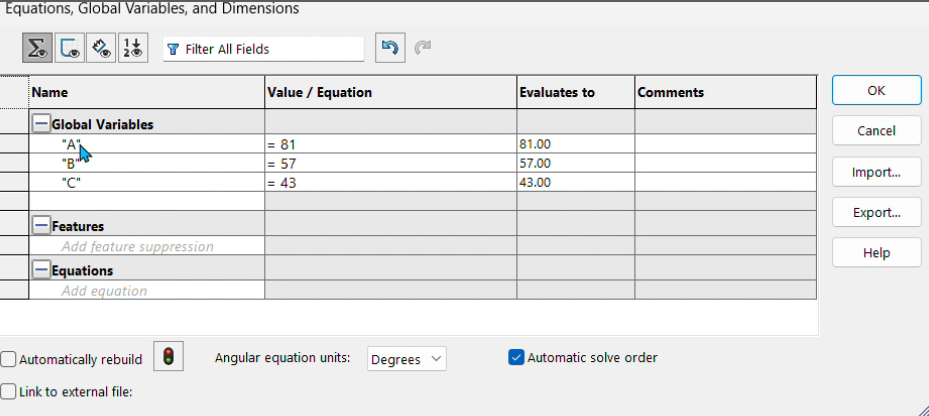 Equations, Global Variables, and Dimensions
Filter All Fields
Name Value / Equation Evaluates to Comments
Global Variables
"A" = 81 81.00
"B" = 57 57.00
"C" = 43 43.00
Features
Add feature suppression
Equations
Add equation
OK
Cancel
Import...
Export...
Help
Automatically rebuild Angular equation units: Degrees Automatic solve order
Link to external file: